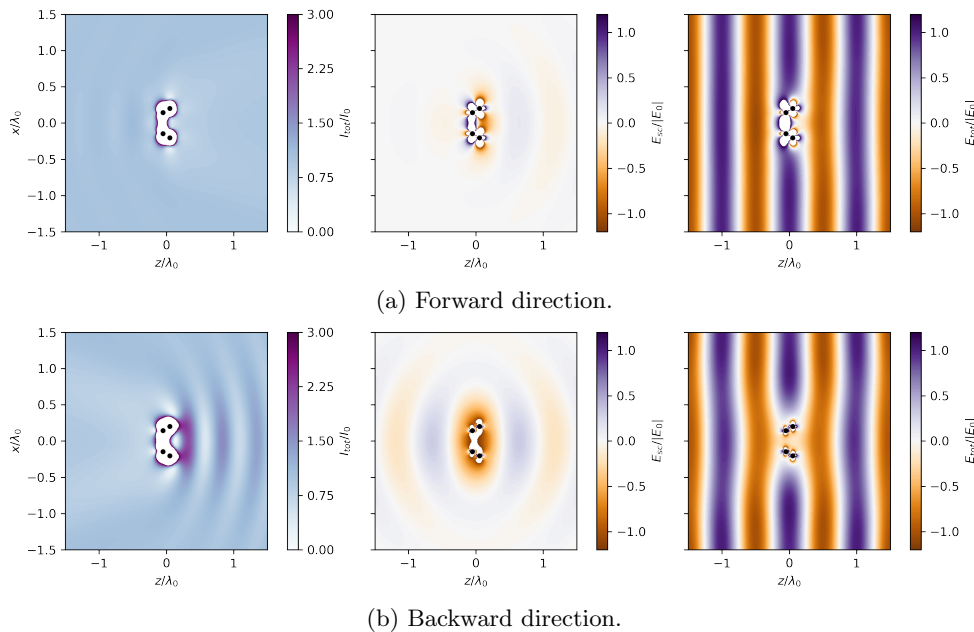 1.5
1.0
0.5
0.0
−0.5
−1.0
−1.5
x/λ₀
−1 0 1
z/λ₀
3.00
2.25
1.50
0.75
0.00
I_tot/I₀
−1 0 1
z/λ₀
1.0
0.5
0.0
−0.5
−1.0
E_sc/|E₀|
−1 0 1
z/λ₀
1.0
0.5
0.0
−0.5
−1.0
E_tot/|E₀|
(a) Forward direction.
1.5
1.0
0.5
0.0
−0.5
−1.0
−1.5
x/λ₀
−1 0 1
z/λ₀
3.00
2.25
1.50
0.75
0.00
I_tot/I₀
−1 0 1
z/λ₀
1.0
0.5
0.0
−0.5
−1.0
E_sc/|E₀|
−1 0 1
z/λ₀
1.0
0.5
0.0
−0.5
−1.0
E_tot/|E₀|
(b) Backward direction.